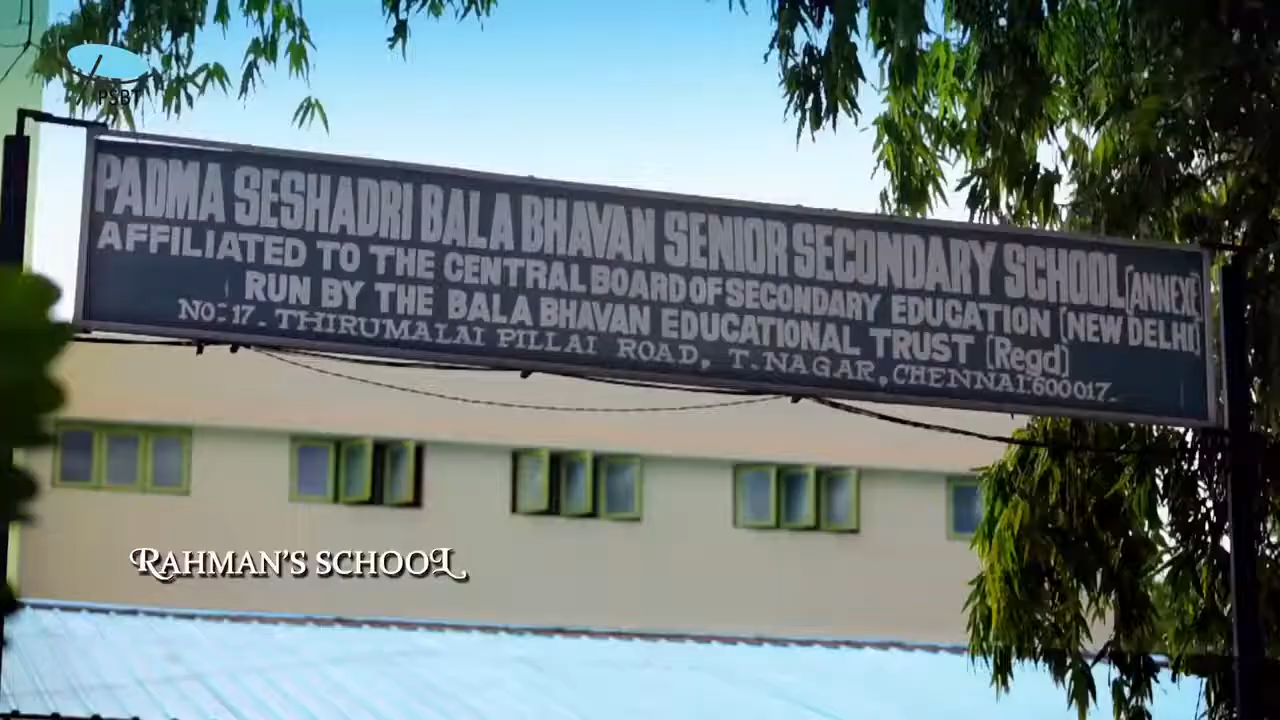 PSBT
PADMA SESHADRI BALA BHAVAN SENIOR SECONDARY SCHOOL (ANNEXE)
AFFILIATED TO THE CENTRAL BOARD OF SECONDARY EDUCATION (NEW DELHI)
RUN BY THE BALA BHAVAN EDUCATIONAL TRUST (Regd)
NO: 17. THIRUMALAI PILLAI ROAD, T. NAGAR, CHENNAI.600017.
RAHMAN'S SCHOOL